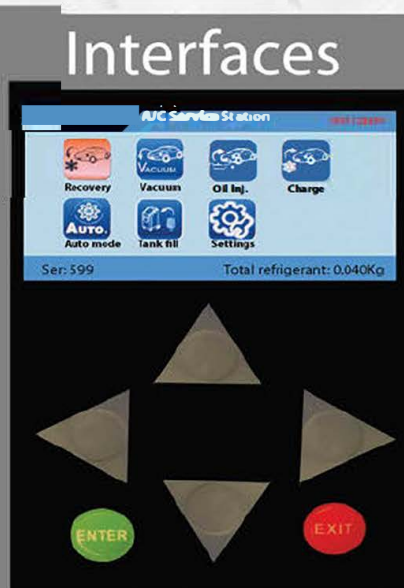 Interfaces
A/C Service Station
Recovery
VACUUM
Vacuum
Oil Inj.
Charge
AUTO.
Auto mode
Tank fill
Settings
Ser: 599
Total refrigerant: 0.040Kg
ENTER
EXIT